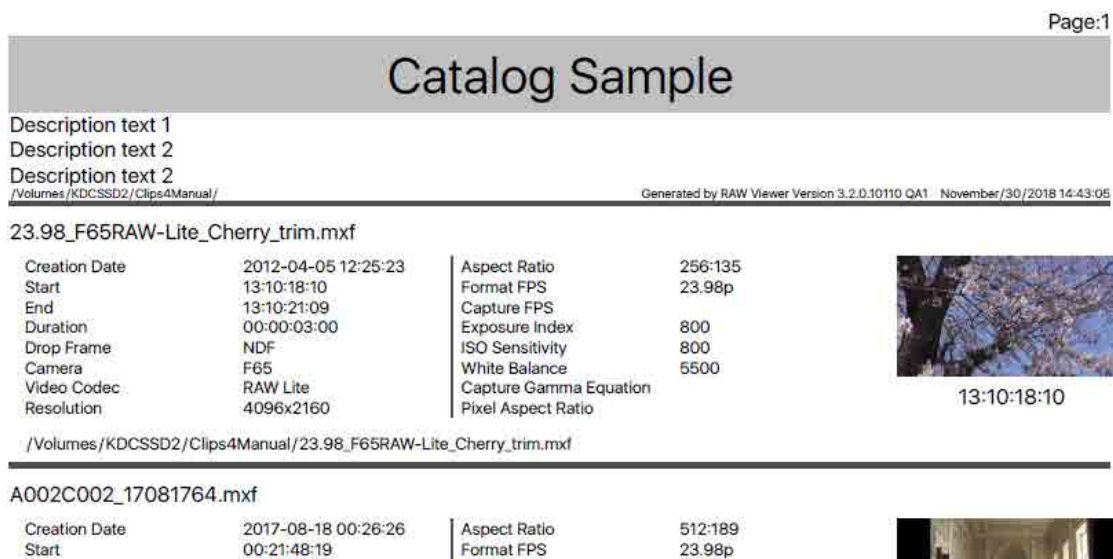 Page:1
Catalog Sample
Description text 1
Description text 2
Description text 2
/Volumes/KDCSSD2/Clips4Manual/ Generated by RAW Viewer Version 3.2.0.10110 QA1 November/30/2018 14:43:05
23.98_F65RAW-Lite_Cherry_trim.mxf
Creation Date 2012-04-05 12:25:23 Aspect Ratio 256:135
Start 13:10:18:10 Format FPS 23.98p
End 13:10:21:09 Capture FPS
Duration 00:00:03:00 Exposure Index 800
Drop Frame NDF ISO Sensitivity 800
Camera F65 White Balance 5500
Video Codec RAW Lite Capture Gamma Equation
Resolution 4096x2160 Pixel Aspect Ratio
13:10:18:10
/Volumes/KDCSSD2/Clips4Manual/23.98_F65RAW-Lite_Cherry_trim.mxf
A002C002_17081764.mxf
Creation Date 2017-08-18 00:26:26 Aspect Ratio 512:189
Start 00:21:48:19 Format FPS 23.98p